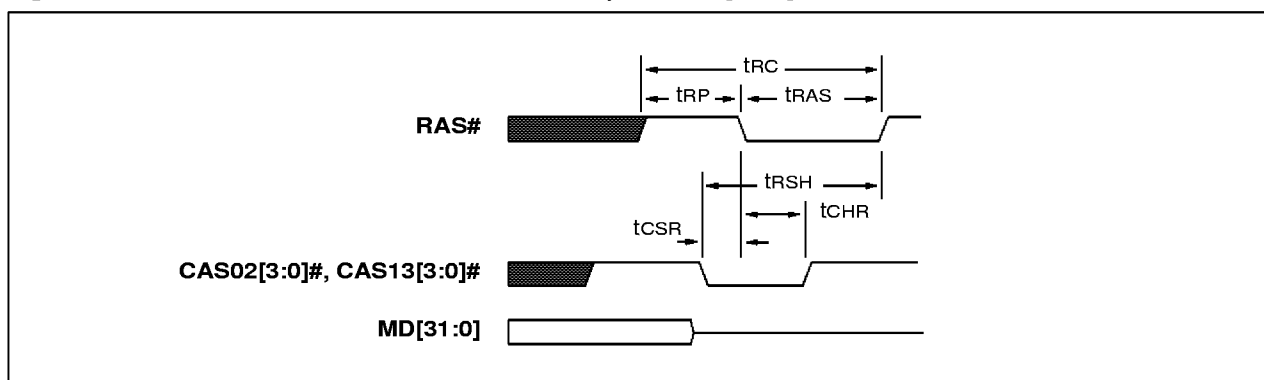 tRC
tRP
tRAS
RAS#
tRSH
tCHR
tCSR
CAS02[3:0]#, CAS13[3:0]#
MD[31:0]